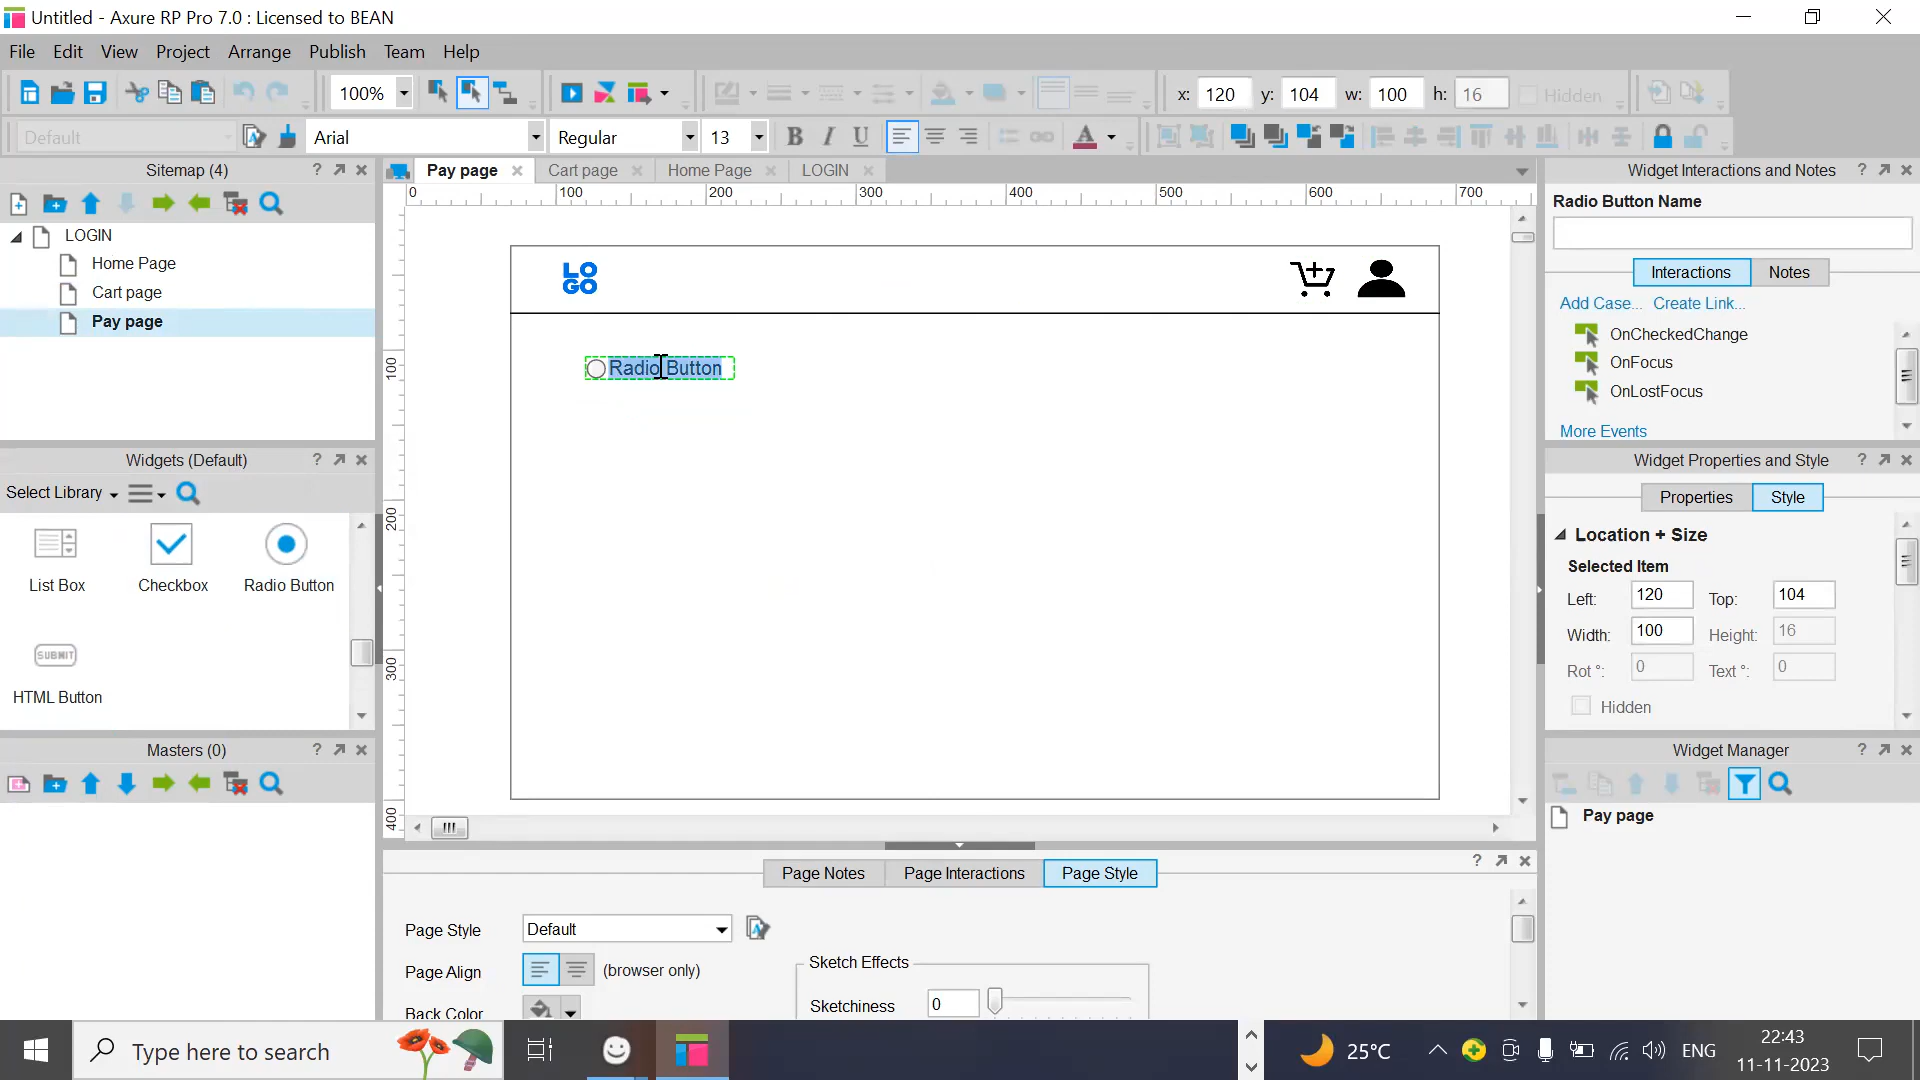 Untitled - Axure RP Pro 7.0 : Licensed to BEAN
File Edit View Project Arrange Publish Team Help
100% x: 120 y: 104 w: 100 h: 16 Hidden
Default Arial Regular 13 B I U A
Sitemap (4)
LOGIN
Home Page
Cart page
Pay page
Widgets (Default)
Select Library
List Box Checkbox Radio Button
SUBMIT
HTML Button
Masters (0)
Pay page Cart page Home Page LOGIN
0 100 200 300 400 500 600 700
100
200
300
400
LO
GO
Radio Button
Page Notes Page Interactions Page Style
Page Style Default
Page Align (browser only)
Back Color
Sketch Effects
Sketchiness 0
Widget Interactions and Notes
Radio Button Name
Interactions Notes
Add Case... Create Link...
OnCheckedChange
OnFocus
OnLostFocus
More Events
Widget Properties and Style
Properties Style
Location + Size
Selected Item
Left: 120 Top: 104
Width: 100 Height: 16
Rot °: 0 Text °: 0
Hidden
Widget Manager
Pay page
Type here to search
25°C ENG
22:43
11-11-2023